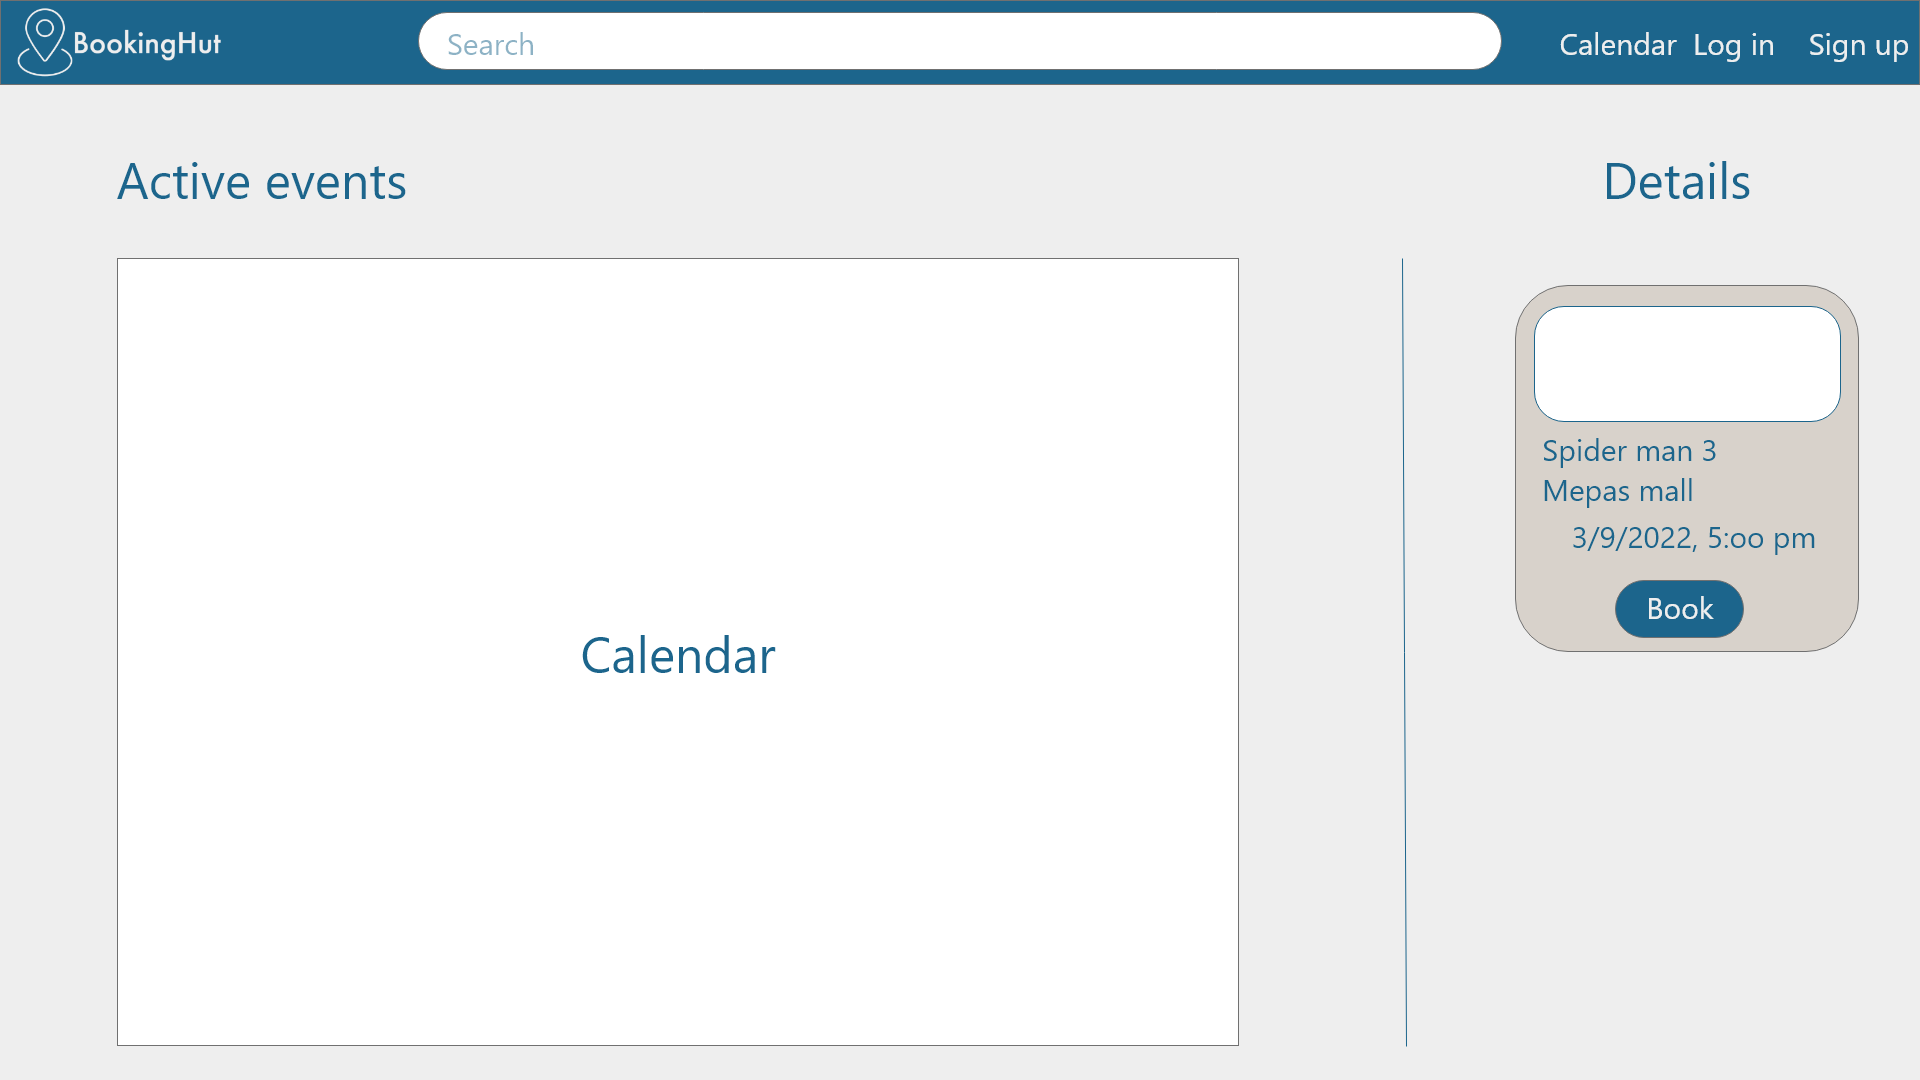 BookingHut
Search
Calendar Log in Sign up
Active events
Details
Calendar
Spider man 3
Mepas mall
3/9/2022, 5:oo pm
Book